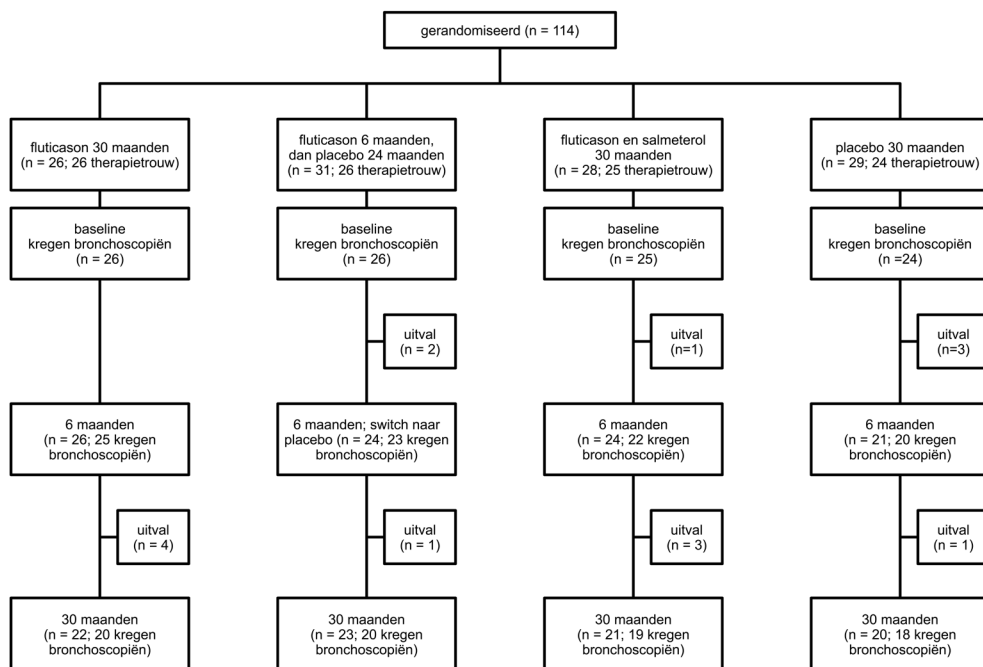 gerandomiseerd (n = 114)
fluticason 30 maanden
(n = 26; 26 therapietrouw)
fluticason 6 maanden,
dan placebo 24 maanden
(n = 31; 26 therapietrouw)
fluticason en salmeterol
30 maanden
(n = 28; 25 therapietrouw)
placebo 30 maanden
(n = 29; 24 therapietrouw)
baseline
kregen bronchoscopiën
(n = 26)
baseline
kregen bronchoscopiën
(n = 26)
baseline
kregen bronchoscopiën
(n = 25)
baseline
kregen bronchoscopiën
(n =24)
uitval
(n = 2)
uitval
(n=1)
uitval
(n=3)
6 maanden
(n = 26; 25 kregen
bronchoscopiën)
6 maanden; switch naar
placebo (n = 24; 23 kregen
bronchoscopiën)
6 maanden
(n = 24; 22 kregen
bronchoscopiën)
6 maanden
(n = 21; 20 kregen
bronchoscopiën)
uitval
(n = 4)
uitval
(n = 1)
uitval
(n = 3)
uitval
(n = 1)
30 maanden
(n = 22; 20 kregen
bronchoscopiën)
30 maanden
(n = 23; 20 kregen
bronchoscopiën)
30 maanden
(n = 21; 19 kregen
bronchoscopiën)
30 maanden
(n = 20; 18 kregen
bronchoscopiën)